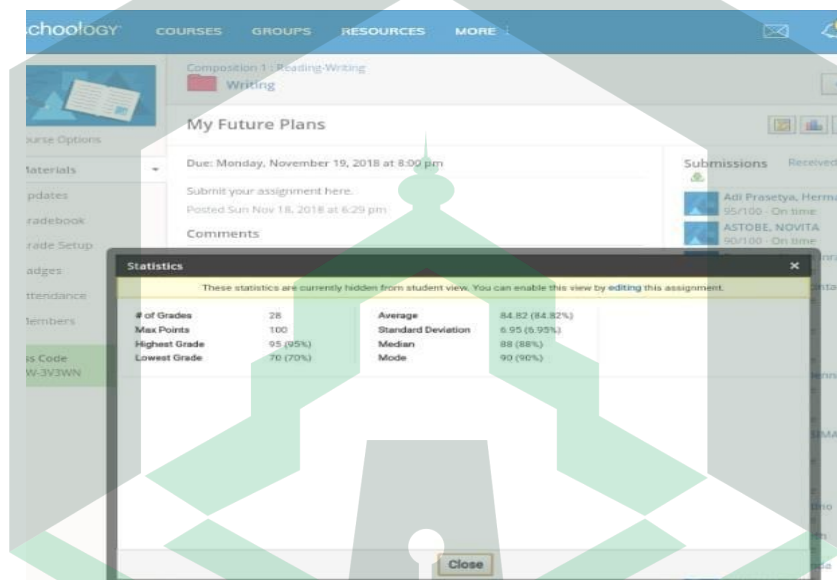 choology COURSES GROUPS RESOURCES MORE
Composition 1 : Reading-Writing
Writing
My Future Plans
ourse Options
Due: Monday, November 19, 2018 at 8:00 pm
Submissions Received
Materials
Submit your assignment here.
pdates
Posted Sun Nov 18, 2018 at 6:29 pm
Adi Prasetya, Herma
95/100 - On time
radebook
Comments
ASTOBE, NOVITA
90/100 - On time
rade Setup
Statistics
adges
These statistics are currently hidden from student view. You can enable this view by editing this assignment.
ttendance
embers
# of Grades 28 Average 84.82 (84.82%)
Max Points 100 Standard Deviation 6.95 (6.95%)
Highest Grade 95 (95%) Median 88 (88%)
Lowest Grade 70 (70%) Mode 90 (90%)
ss Code
W-3V3WN
Close